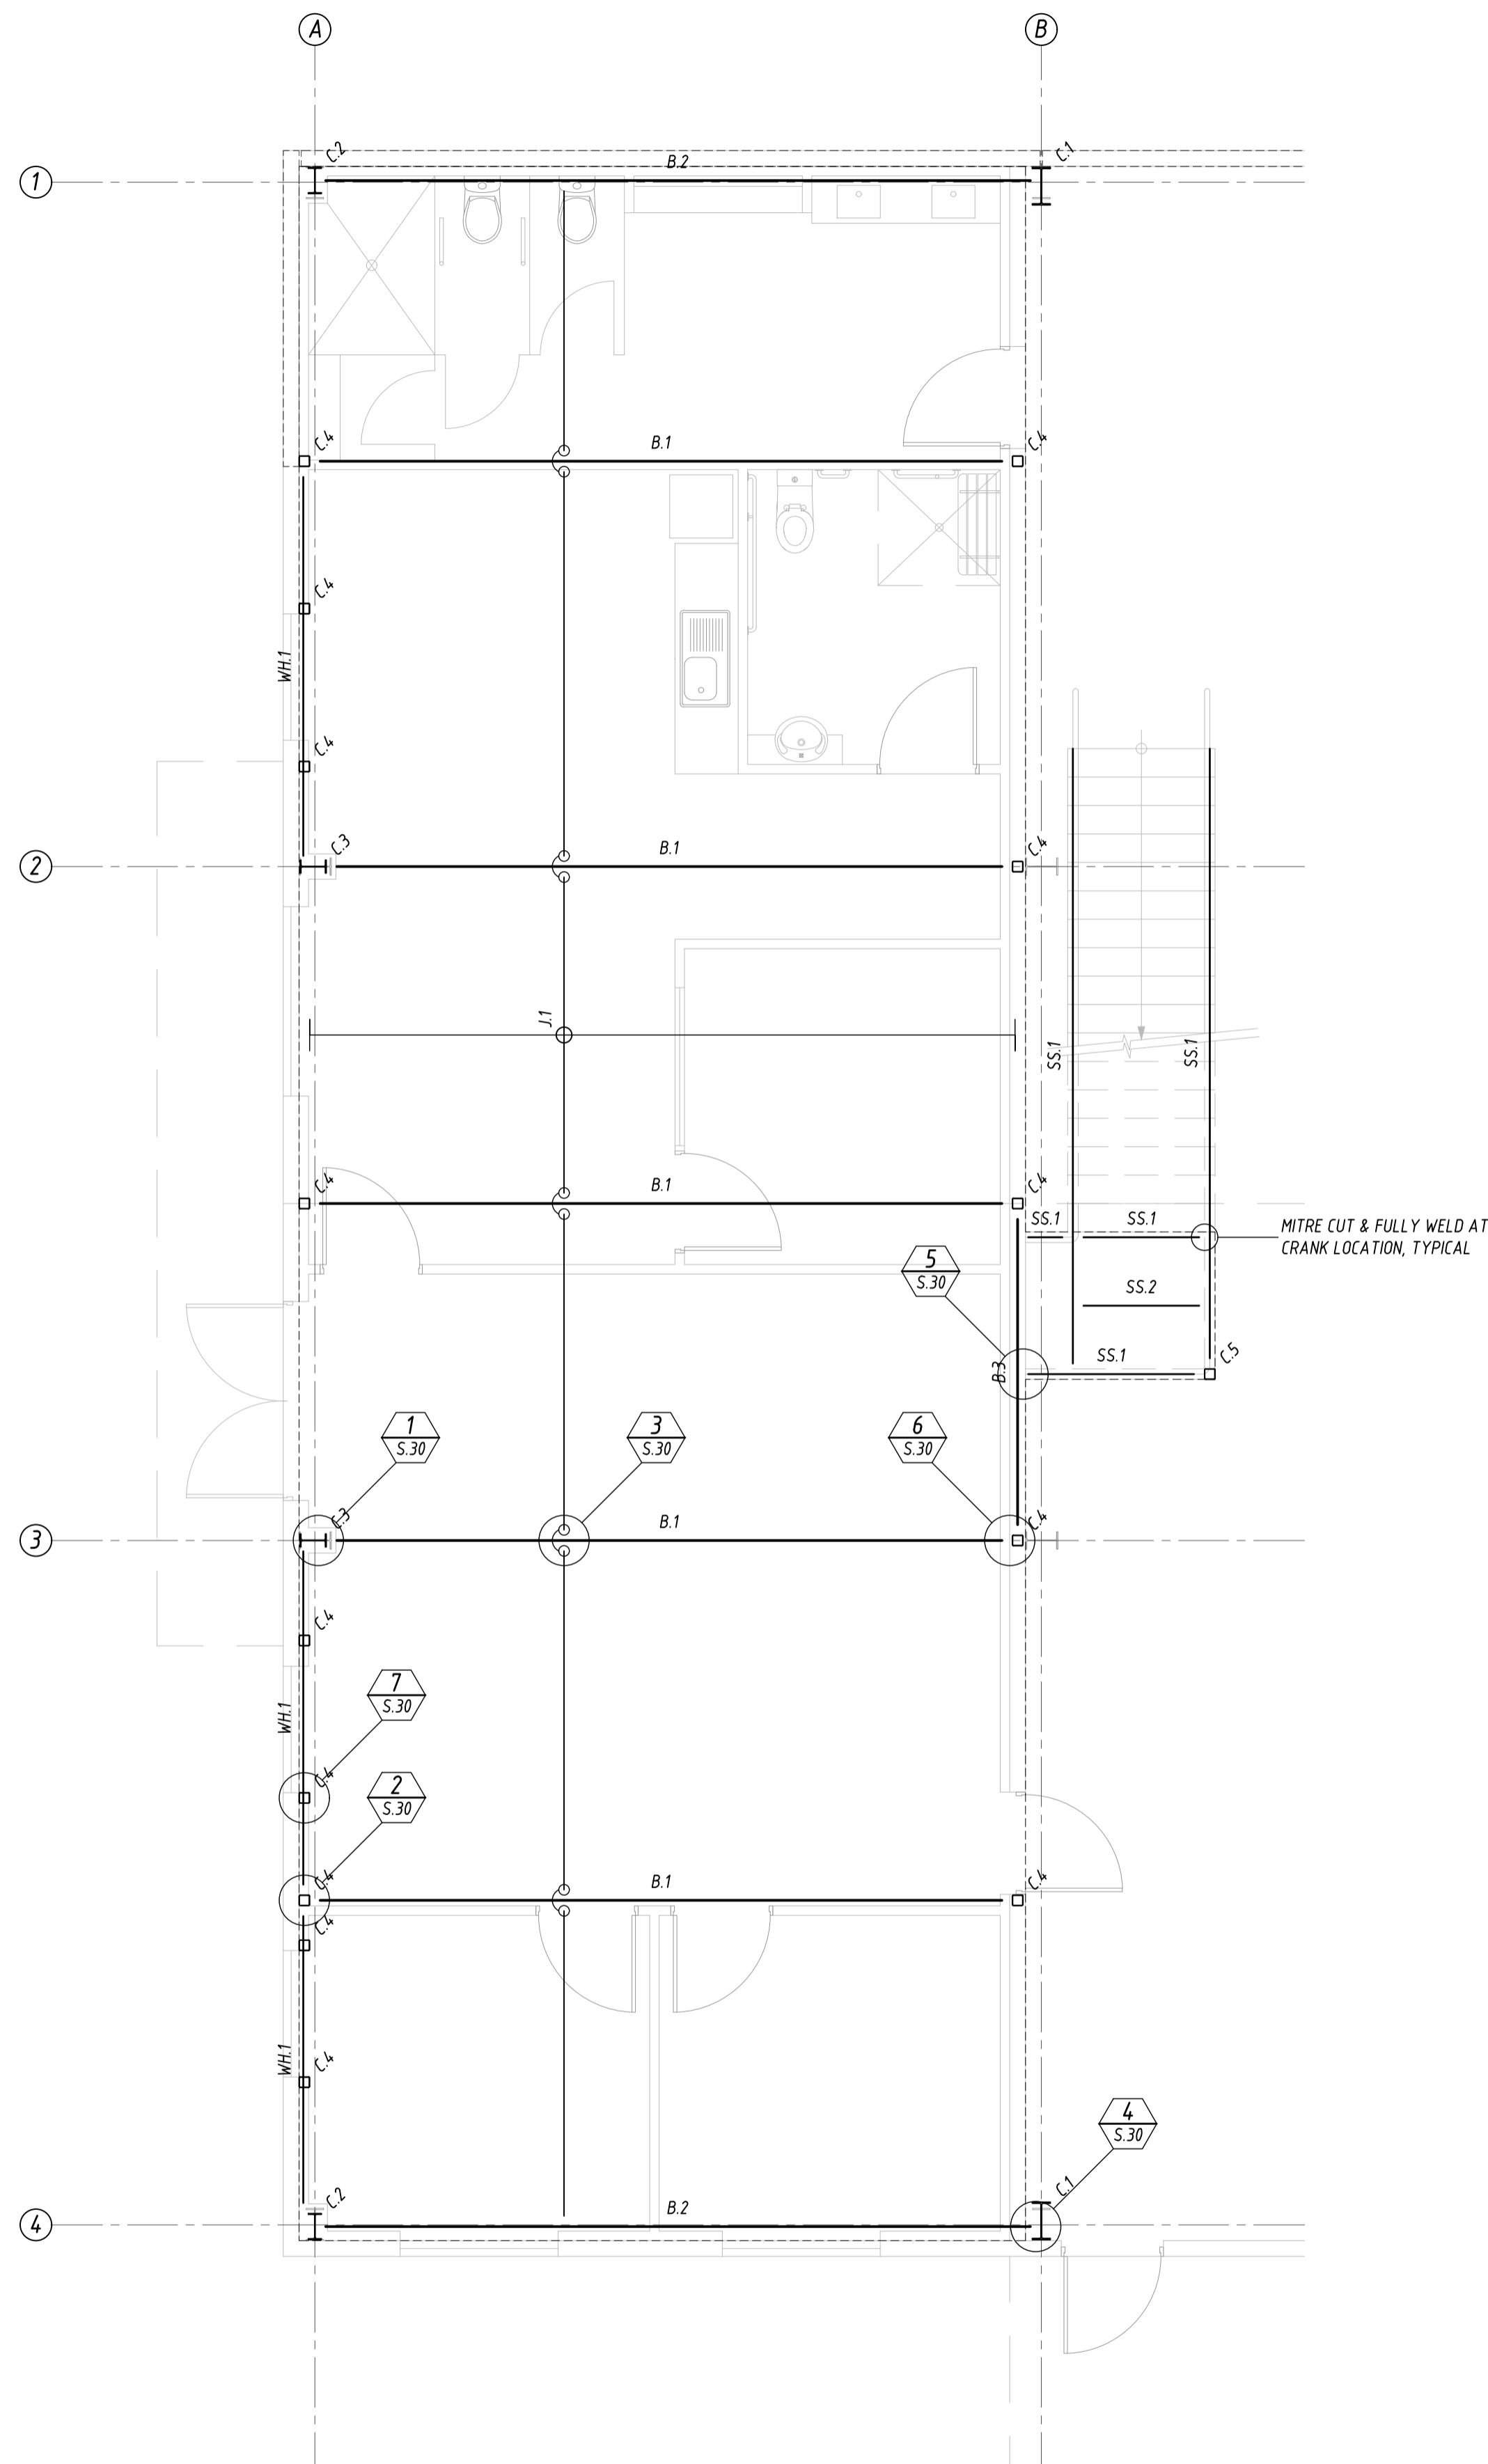 A
B
C.2
C.1
1
B.2
C.4
B.1
C.4
C.4
WH.1
C.4
C.3
C.4
2
B.1
J.1
SS.1
SS.1
C.4
B.1
C.4
SS.1
SS.1
MITRE CUT & FULLY WELD AT
CRANK LOCATION, TYPICAL
5
S.30
SS.2
B.3
SS.1
C.5
1
S.30
3
S.30
6
S.30
C.3
B.1
C.4
3
C.4
7
S.30
WH.1
C.4
2
S.30
C.4
B.1
C.4
C.4
WH.1
C.4
4
S.30
C.2
B.2
C.1
4